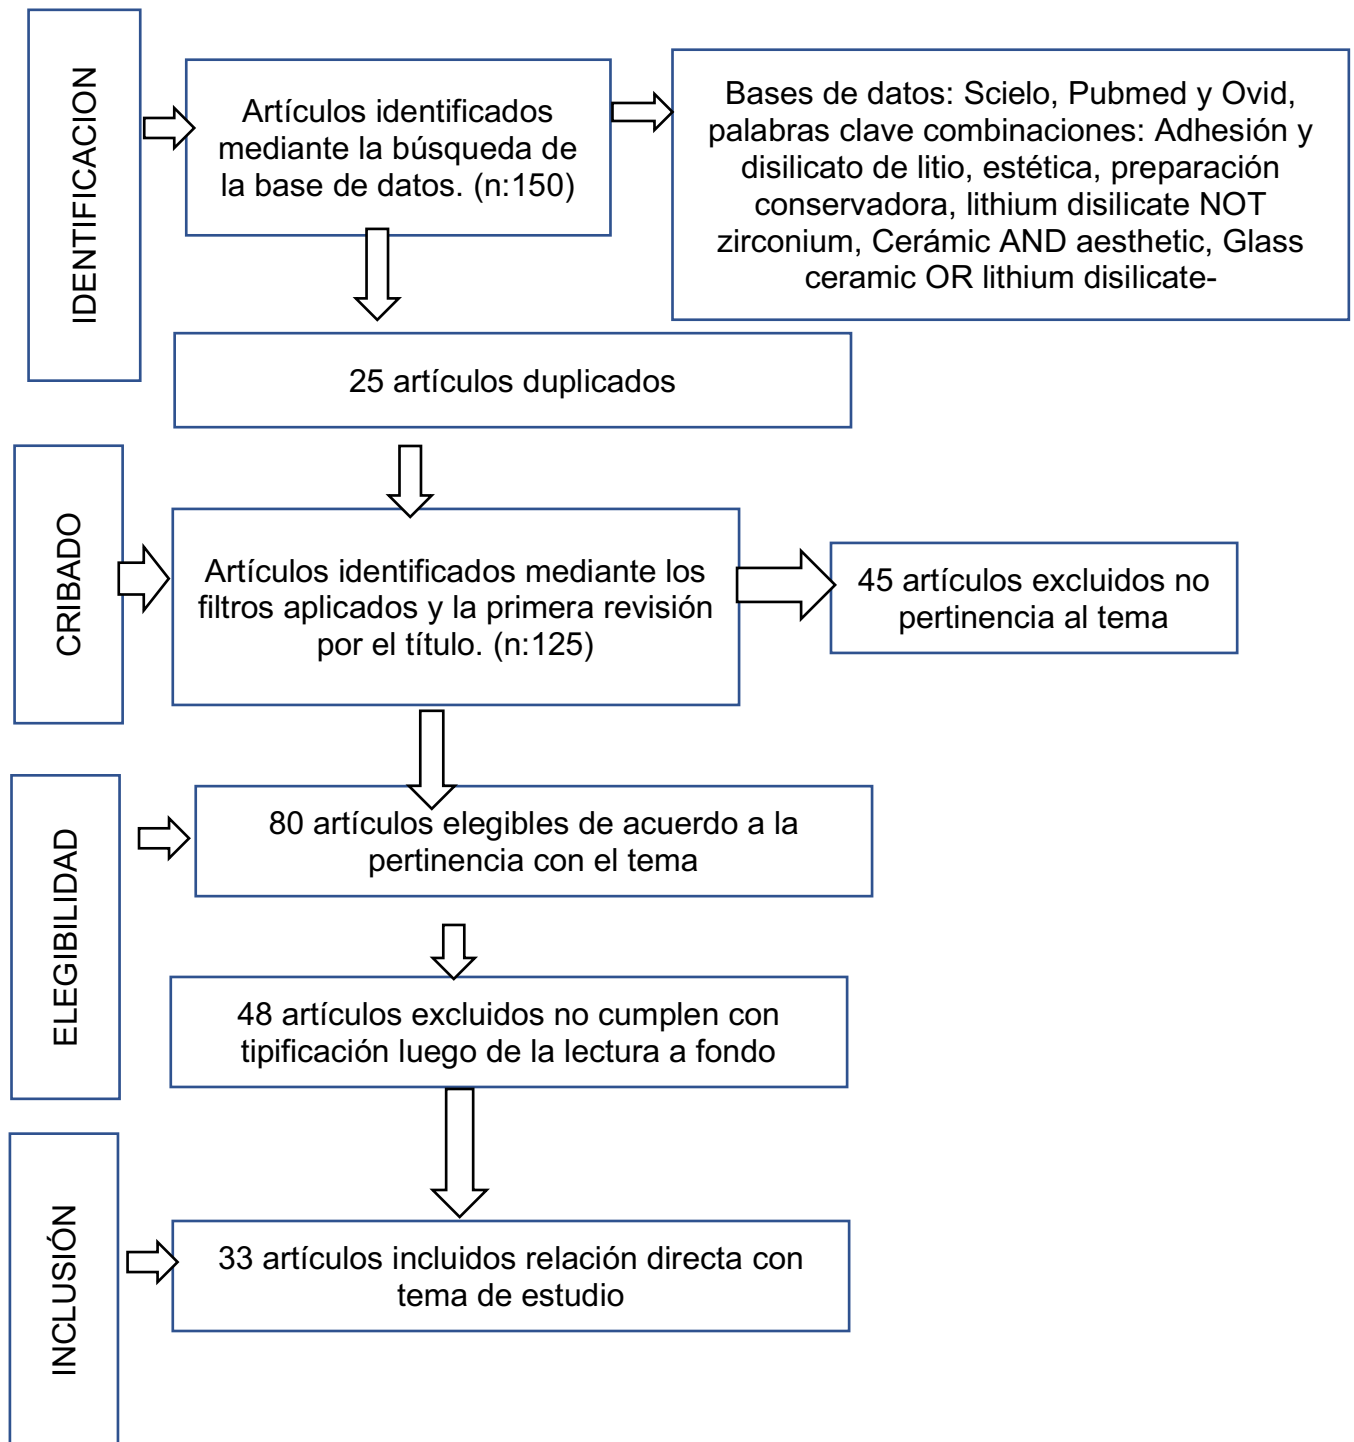 IDENTIFICACION
Artículos identificados
mediante la búsqueda de
la base de datos. (n:150)
Bases de datos: Scielo, Pubmed y Ovid,
palabras clave combinaciones: Adhesión y
disilicato de litio, estética, preparación
conservadora, lithium disilicate NOT
zirconium, Cerámic AND aesthetic, Glass
ceramic OR lithium disilicate-
25 artículos duplicados
CRIBADO
Artículos identificados mediante los
filtros aplicados y la primera revisión
por el título. (n:125)
45 artículos excluidos no
pertinencia al tema
ELEGIBILIDAD
80 artículos elegibles de acuerdo a la
pertinencia con el tema
48 artículos excluidos no cumplen con
tipificación luego de la lectura a fondo
INCLUSIÓN
33 artículos incluidos relación directa con
tema de estudio